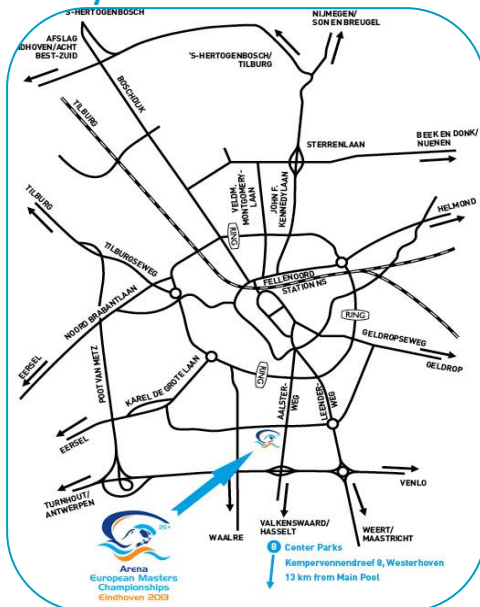 'S-HERTOGENBOSCH
AFSLAG
DHOVEN/ACHT
BEST-ZUID
NIJMEGEN/
SON EN BREUGEL
'S-HERTOGENBOSCH/
TILBURG
BOSCHDIJK
TILBURG
STERRENLAAN
BEEK EN DONK/
NUENEN
VELDM.
MONTGOMERY-
LAAN
JOHN F.
KENNEDYLAAN
TILBURG
TILBURGSEWEG
RING
HELMOND
FELLENOORD
STATION NS
NOORD BRABANTLAAN
RING
GELDROPSEWEG
GELDROP
EERSEL
POOT VAN METZ
KAREL DE GROTE LAAN
RING
AALSTER-
WEG
LEENDER-
WEG
EERSEL
TURNHOUT/
ANTWERPEN
VENLO
WAALRE
VALKENSWAARD/
HASSELT
WEERT/
MAASTRICHT
25+
Arena
European Masters
Championships
Eindhoven 2013
8 Center Parks
Kempervennendreef 8, Westerhoven
13 km from Main Pool